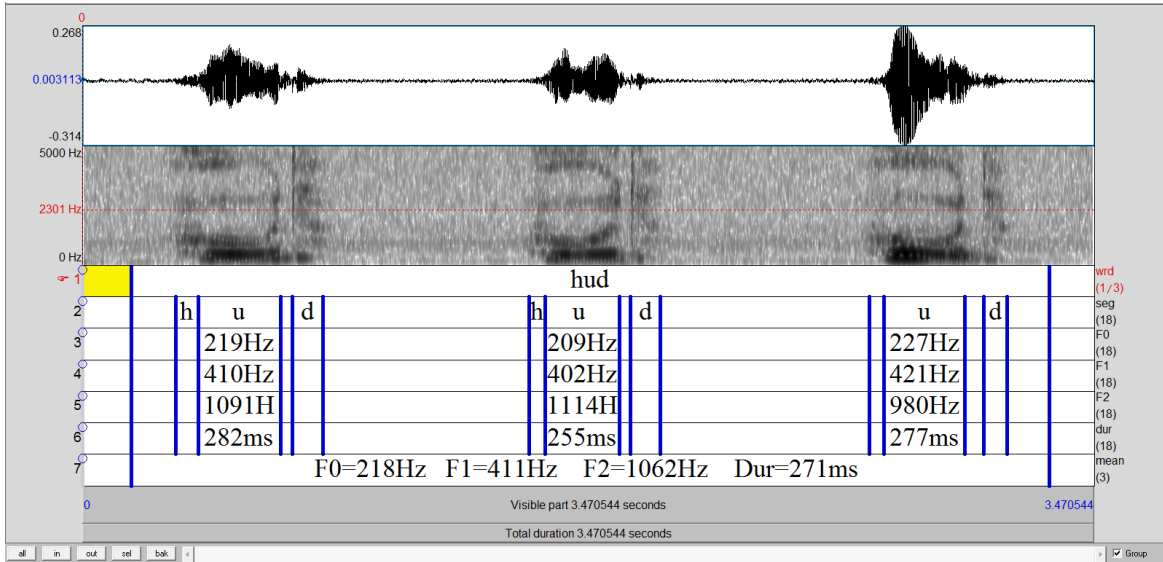 0
0.268
0.003113
-0.314
5000 Hz
2301 Hz
0 Hz
1 hud wrd (1/3)
2 h u d h u d u d seg (18)
3 219Hz 209Hz 227Hz F0 (18)
4 410Hz 402Hz 421Hz F1 (18)
5 1091H 1114H 980Hz F2 (18)
6 282ms 255ms 277ms dur (18)
7 F0=218Hz F1=411Hz F2=1062Hz Dur=271ms mean (3)
0 Visible part 3.470544 seconds 3.470544
Total duration 3.470544 seconds
all in out sel bak Group